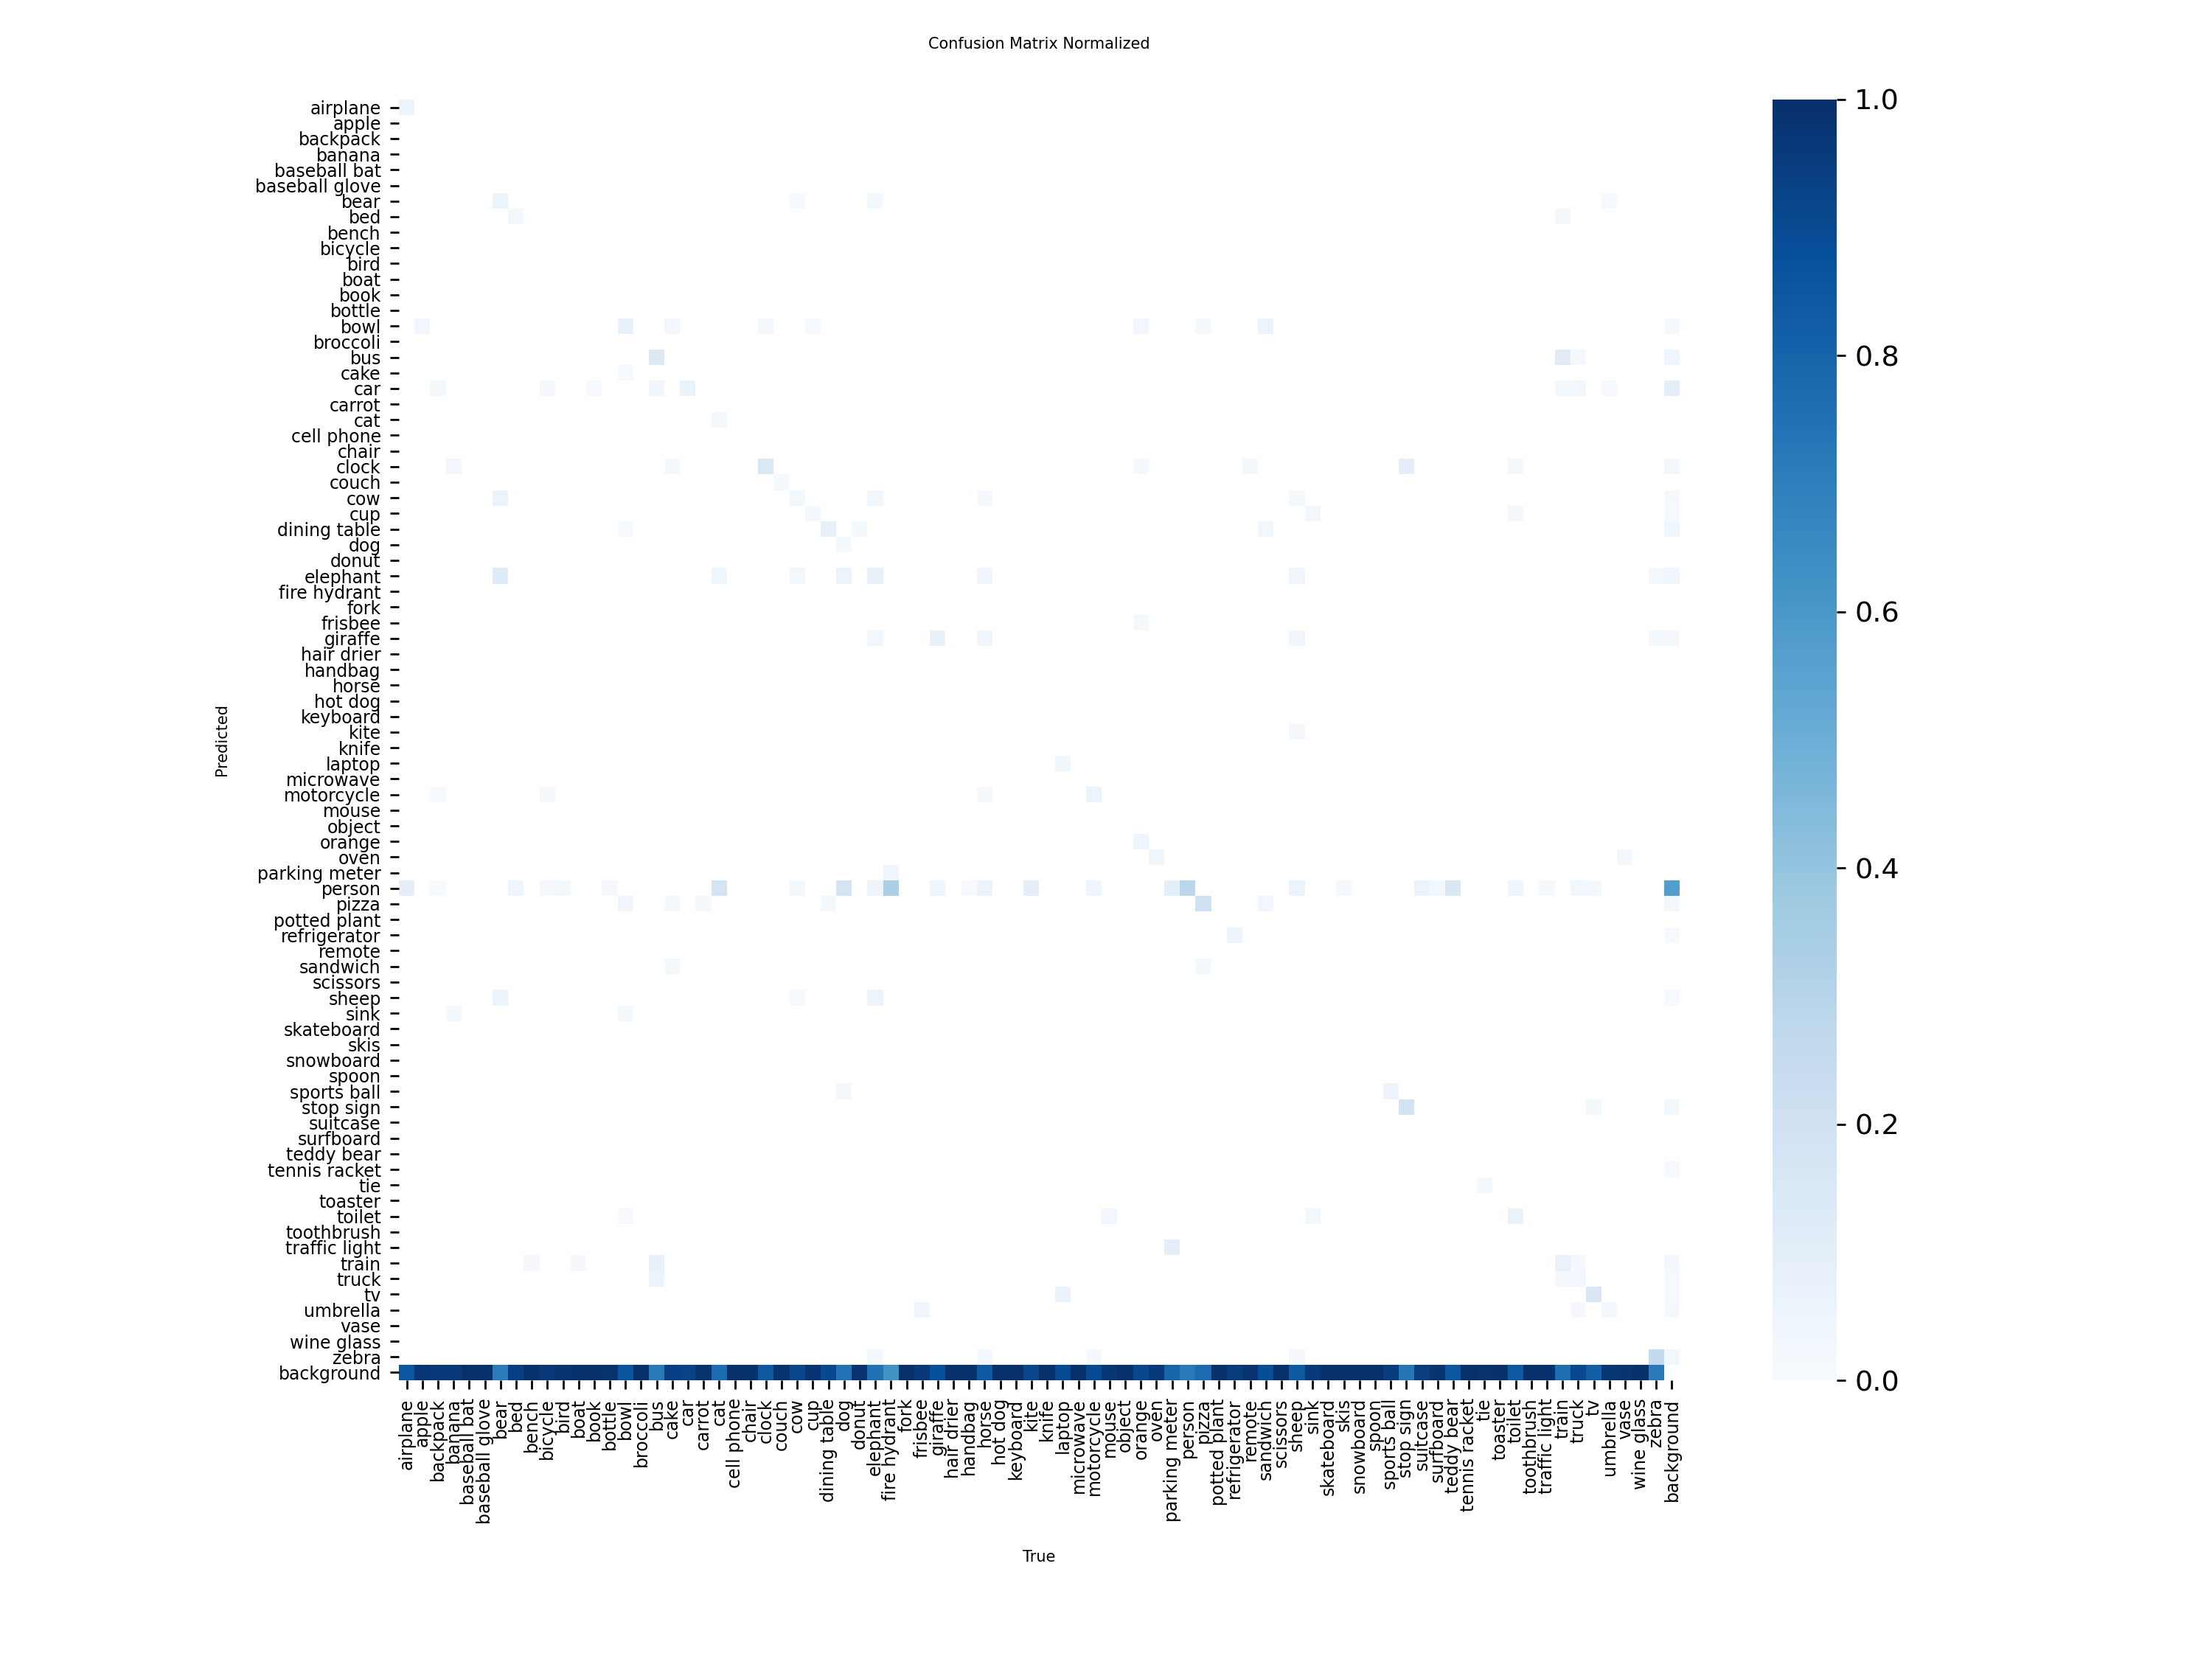 Confusion Matrix Normalized
airplane
apple
backpack
banana
baseball bat
baseball glove
bear
bed
bench
bicycle
bird
boat
book
bottle
bowl
broccoli
bus
cake
car
carrot
cat
cell phone
chair
clock
couch
cow
cup
dining table
dog
donut
elephant
fire hydrant
fork
frisbee
giraffe
hair drier
handbag
horse
hot dog
keyboard
kite
knife
laptop
microwave
motorcycle
mouse
object
orange
oven
parking meter
person
pizza
potted plant
refrigerator
remote
sandwich
scissors
sheep
sink
skateboard
skis
snowboard
spoon
sports ball
stop sign
suitcase
surfboard
teddy bear
tennis racket
tie
toaster
toilet
toothbrush
traffic light
train
truck
tv
umbrella
vase
wine glass
zebra
background
Predicted
airplane
apple
backpack
banana
baseball bat
baseball glove
bear
bed
bench
bicycle
bird
boat
book
bottle
bowl
broccoli
bus
cake
car
carrot
cat
cell phone
chair
clock
couch
cow
cup
dining table
dog
donut
elephant
fire hydrant
fork
frisbee
giraffe
hair drier
handbag
horse
hot dog
keyboard
kite
knife
laptop
microwave
motorcycle
mouse
object
orange
oven
parking meter
person
pizza
potted plant
refrigerator
remote
sandwich
scissors
sheep
sink
skateboard
skis
snowboard
spoon
sports ball
stop sign
suitcase
surfboard
teddy bear
tennis racket
tie
toaster
toilet
toothbrush
traffic light
train
truck
tv
umbrella
vase
wine glass
zebra
background
True
1.0
0.8
0.6
0.4
0.2
0.0